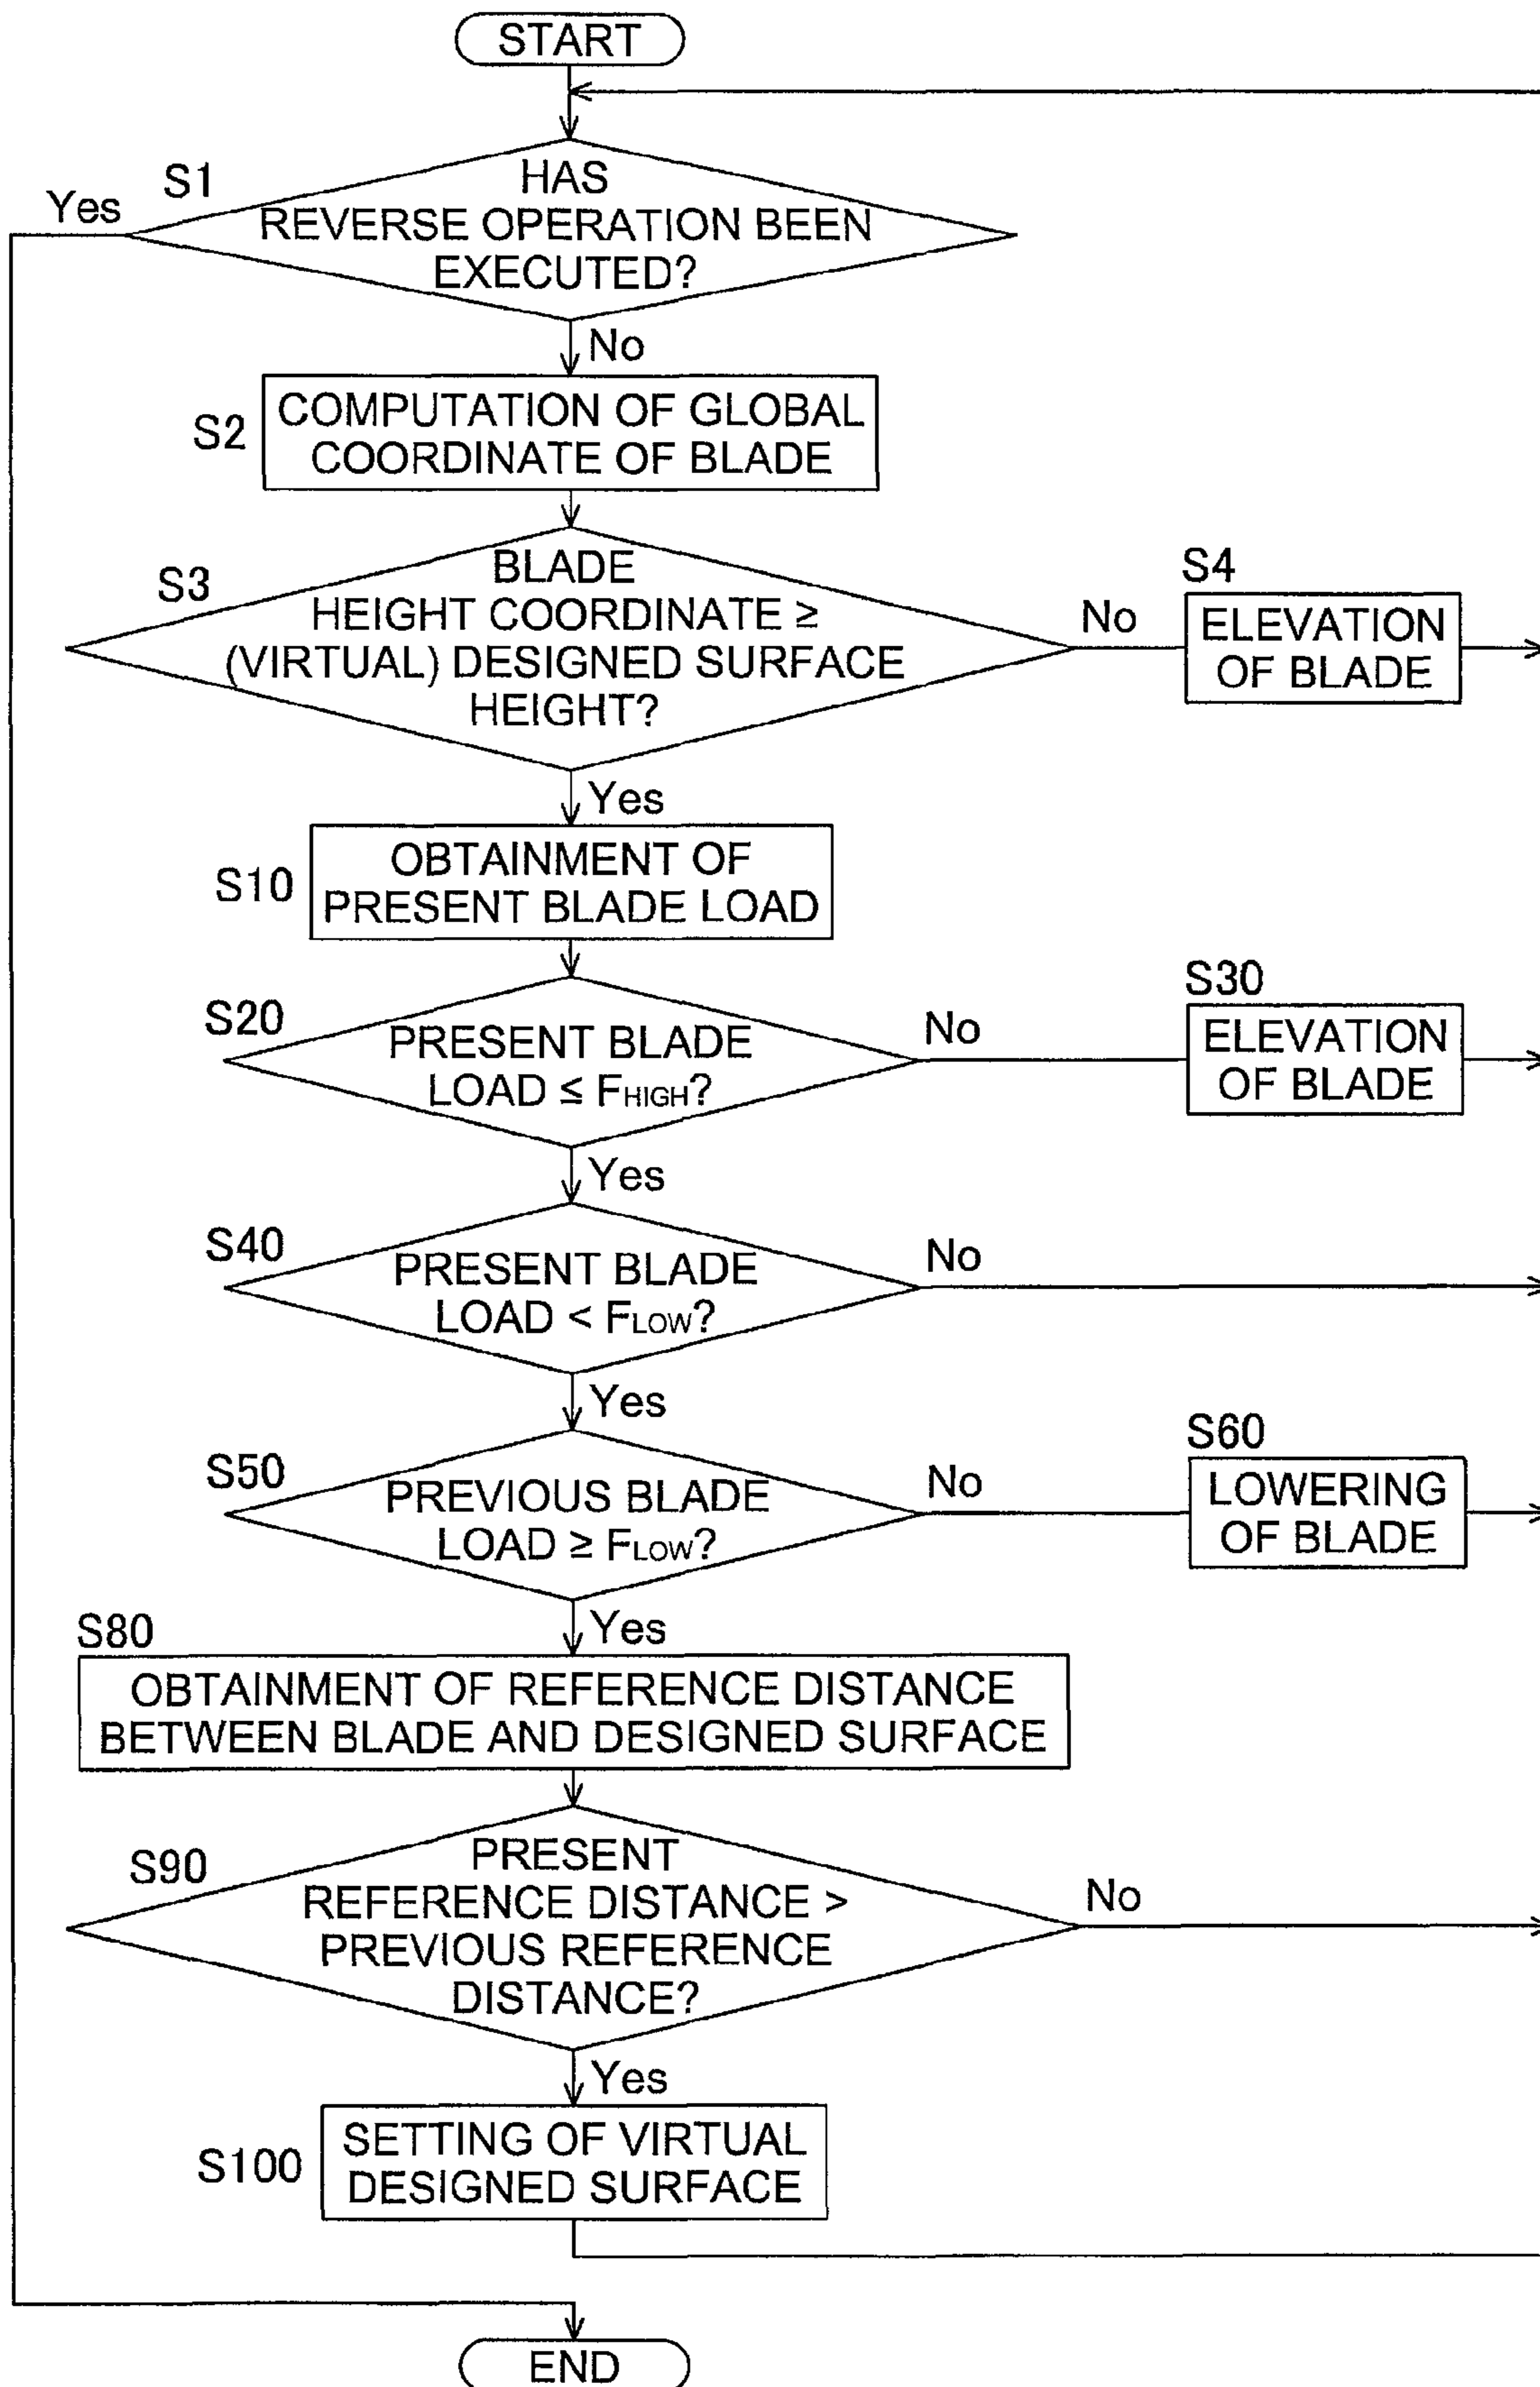 START
S1
HAS
Yes
REVERSE OPERATION BEEN
EXECUTED?
No
S2
COMPUTATION OF GLOBAL
COORDINATE OF BLADE
S3
BLADE
HEIGHT COORDINATE ≥
(VIRTUAL) DESIGNED SURFACE
HEIGHT?
No
S4
ELEVATION
OF BLADE
Yes
S10
OBTAINMENT OF
PRESENT BLADE LOAD
S20
PRESENT BLADE
LOAD ≤ FHIGH?
No
S30
ELEVATION
OF BLADE
Yes
S40
PRESENT BLADE
LOAD < FLOW?
No
Yes
S50
PREVIOUS BLADE
LOAD ≥ FLOW?
No
S60
LOWERING
OF BLADE
Yes
S80
OBTAINMENT OF REFERENCE DISTANCE
BETWEEN BLADE AND DESIGNED SURFACE
S90
PRESENT
REFERENCE DISTANCE >
PREVIOUS REFERENCE
DISTANCE?
No
Yes
S100
SETTING OF VIRTUAL
DESIGNED SURFACE
END